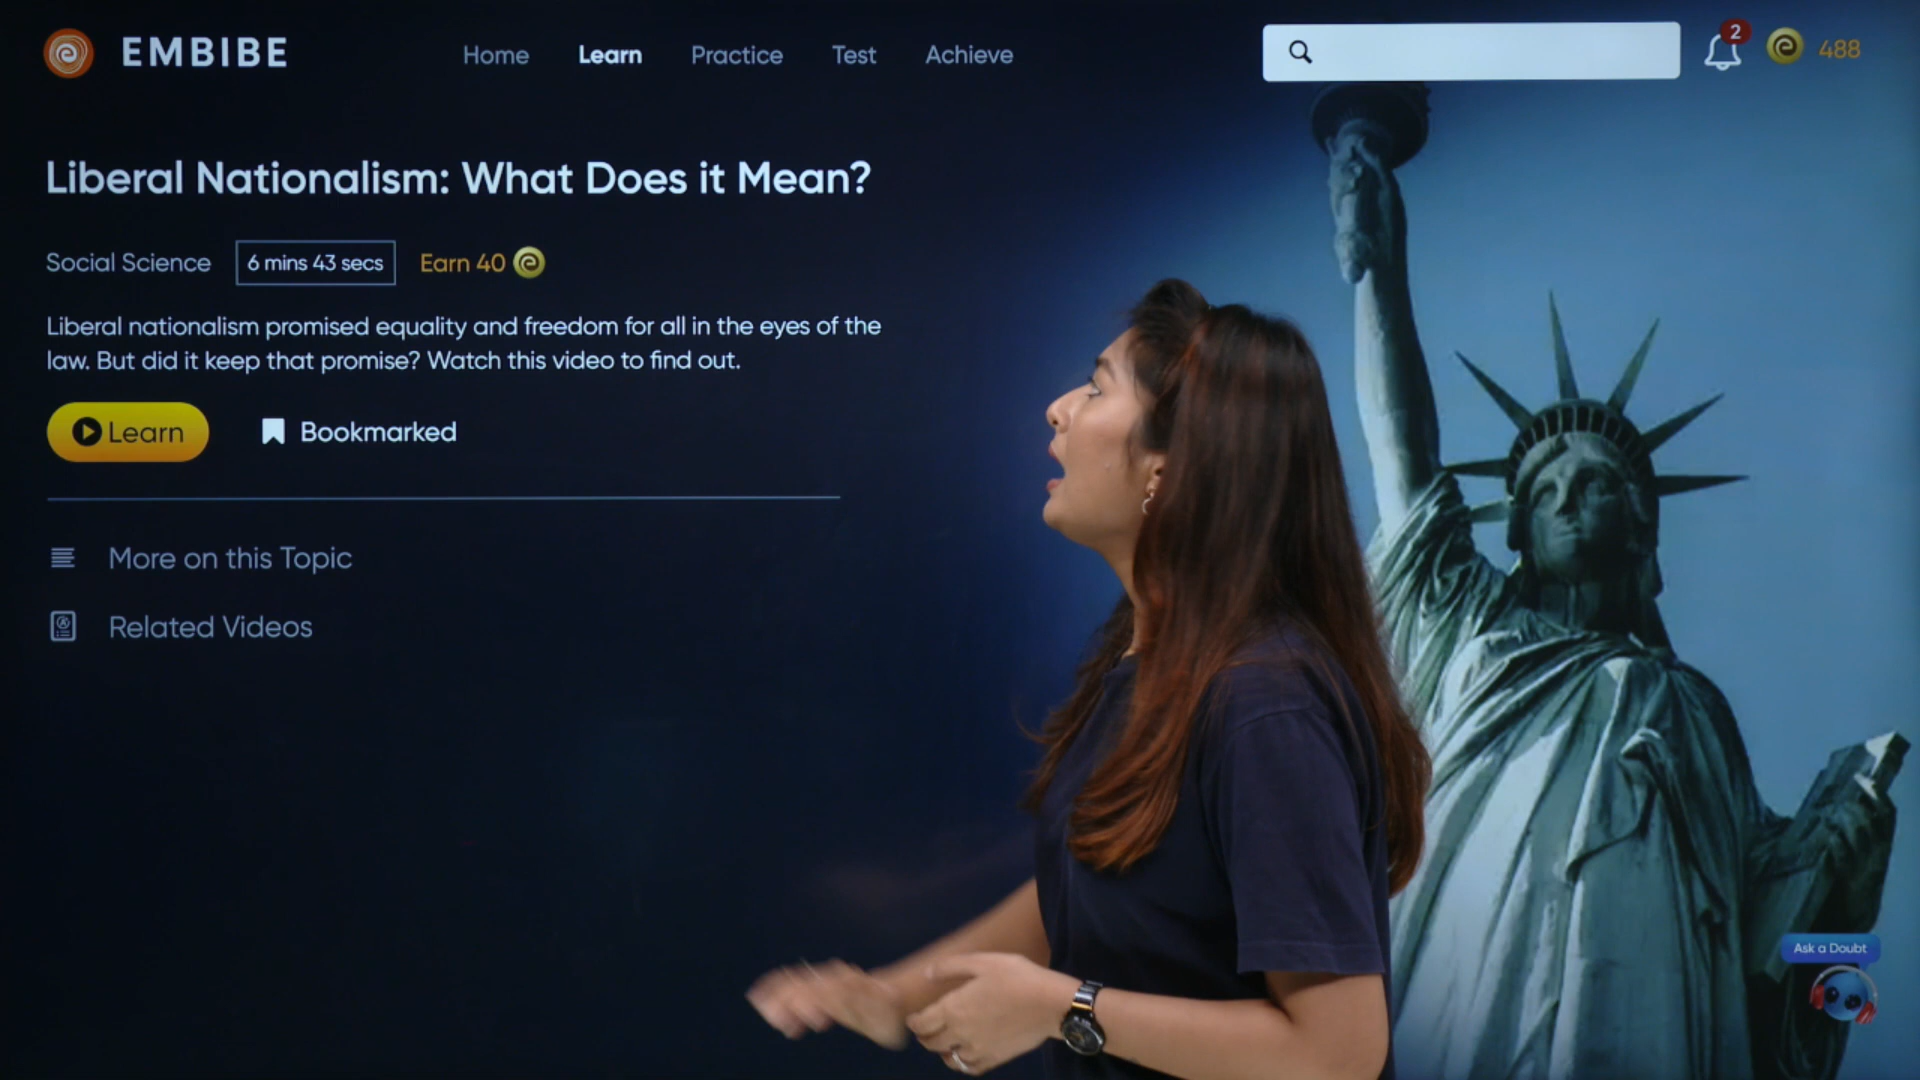 EMBIBE
Home Learn Practice Test Achieve
2
488
Liberal Nationalism: What Does it Mean?
Social Science 6 mins 43 secs Earn 40
Liberal nationalism promised equality and freedom for all in the eyes of the
law. But did it keep that promise? Watch this video to find out.
Learn Bookmarked
More on this Topic
Related Videos
Ask a Doubt